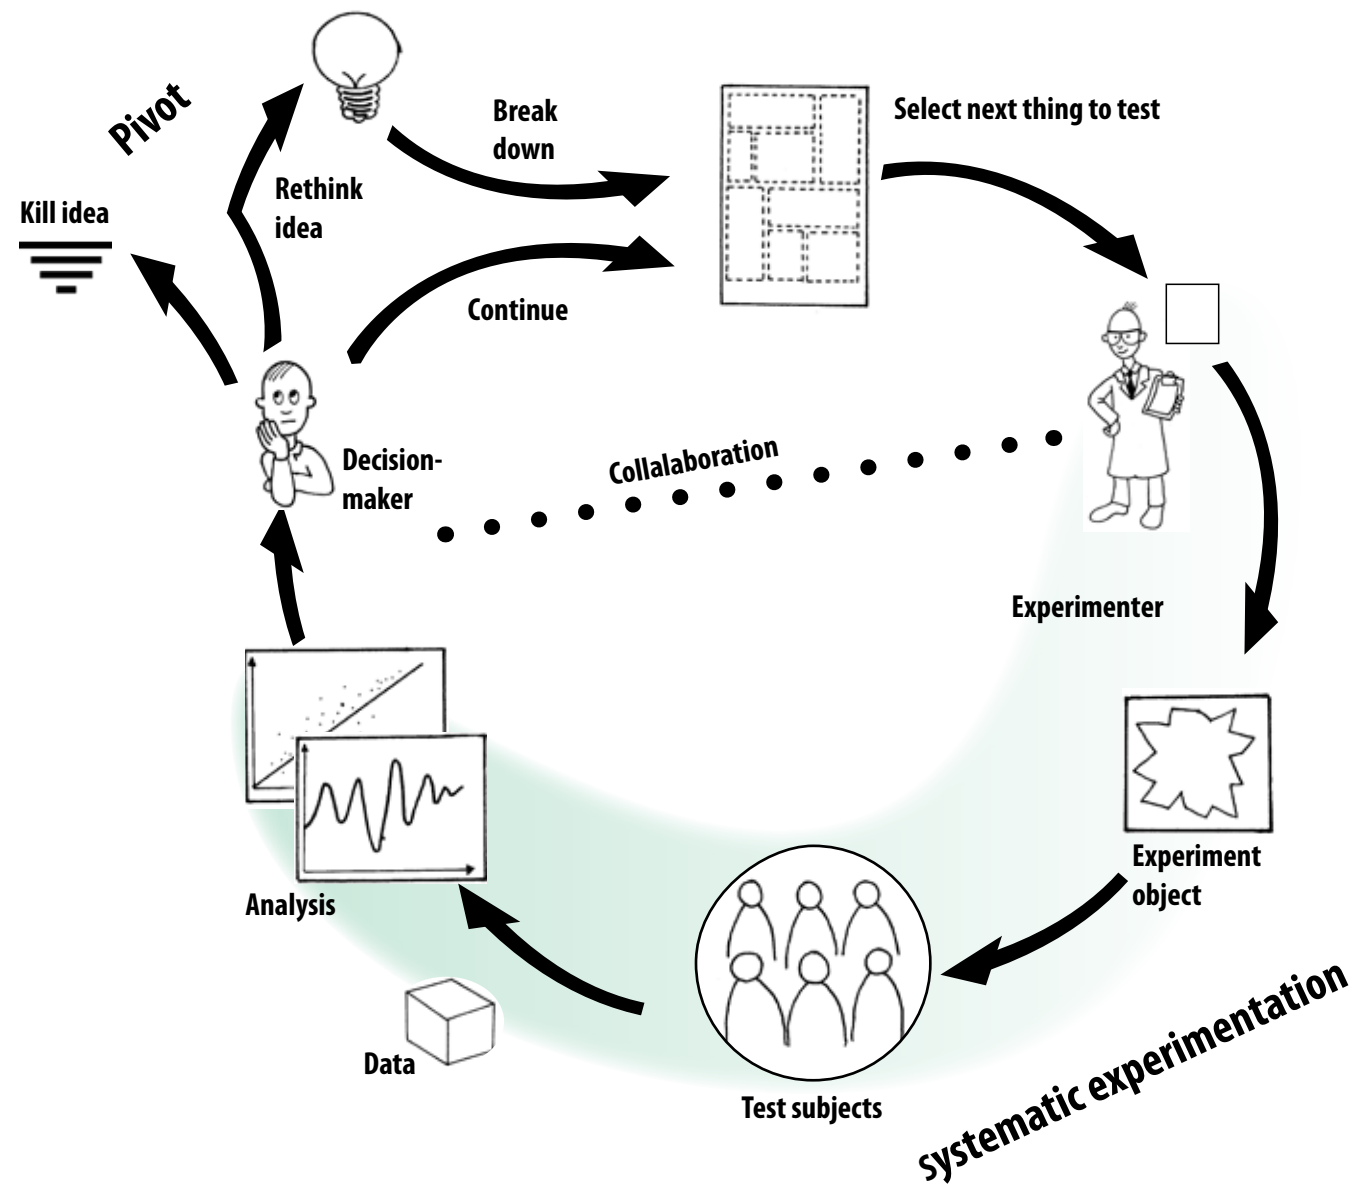 Pivot
Break
down
Select next thing to test
Rethink
idea
Kill idea
Continue
Decision-
maker
Collalaboration
Experimenter
Experiment
object
Analysis
Data
Test subjects
systematic experimentation